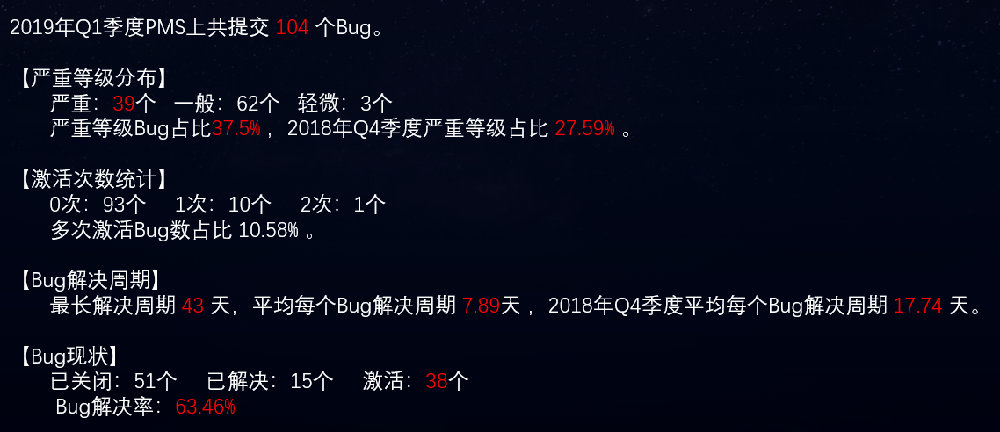 2019年Q1季度PMS上共提交 104 个Bug。
【严重等级分布】
严重：39个 一般：62个 轻微：3个
严重等级Bug占比37.5% ，2018年Q4季度严重等级占比 27.59% 。
【激活次数统计】
0次：93个 1次：10个 2次：1个
多次激活Bug数占比 10.58% 。
【Bug解决周期】
最长解决周期 43 天，平均每个Bug解决周期 7.89天 ，2018年Q4季度平均每个Bug解决周期 17.74 天。
【Bug现状】
已关闭：51个 已解决：15个 激活：38个
Bug解决率：63.46%